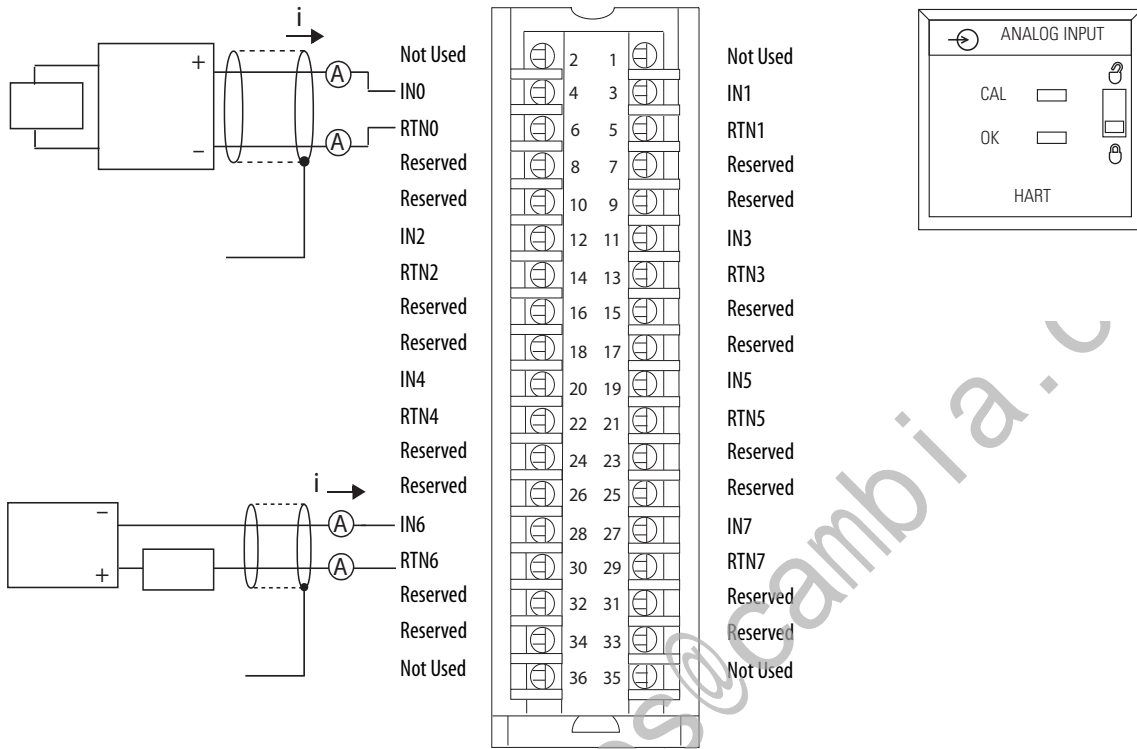 i
+
−
A
A
Not Used 2 1 Not Used
IN0 4 3 IN1
RTN0 6 5 RTN1
Reserved 8 7 Reserved
Reserved 10 9 Reserved
IN2 12 11 IN3
RTN2 14 13 RTN3
Reserved 16 15 Reserved
Reserved 18 17 Reserved
IN4 20 19 IN5
RTN4 22 21 RTN5
Reserved 24 23 Reserved
Reserved 26 25 Reserved
IN6 28 27 IN7
RTN6 30 29 RTN7
Reserved 32 31 Reserved
Reserved 34 33 Reserved
Not Used 36 35 Not Used
i
−
+
A
A
ANALOG INPUT
CAL
OK
HART
s@cambia.c